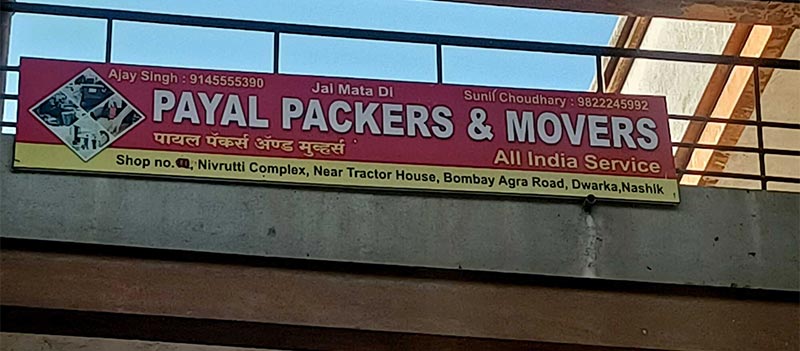 Ajay Singh : 9145555390
Jai Mata Di
Sunil Choudhary : 9822245992
PAYAL PACKERS & MOVERS
पायल पॅकर्स ॲण्ड मुव्हर्स
All India Service
Shop no. , Nivrutti Complex, Near Tractor House, Bombay Agra Road, Dwarka,Nashik